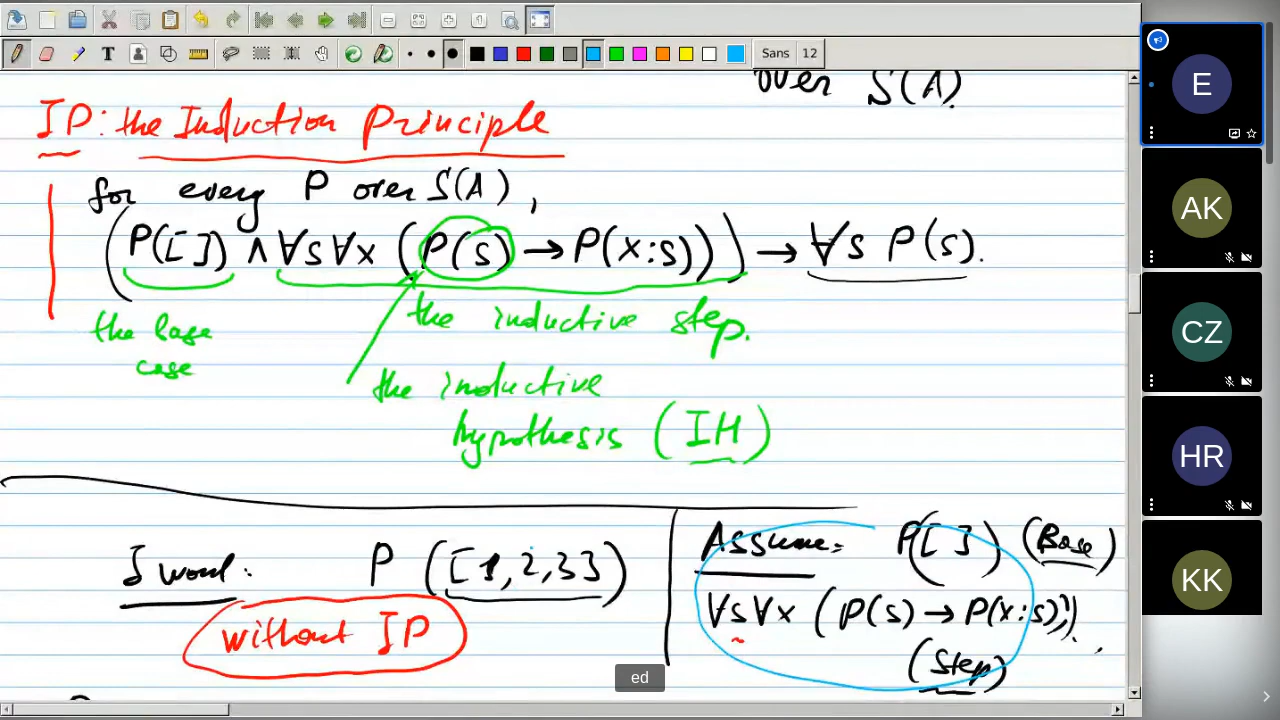 Sans 12
over S(A).
IP: the Induction Principle
for every P over S(A),
(P([]) ∧ ∀s∀x (P(s) → P(x:s))) → ∀s P(s).
the base case
the inductive step.
the inductive
hypothesis (IH)
I want: P([1,2,3])
without IP
Assume: P[] (Base)
∀s∀x (P(s) → P(x:s)).
(Step)
ed
E
AK
CZ
HR
KK